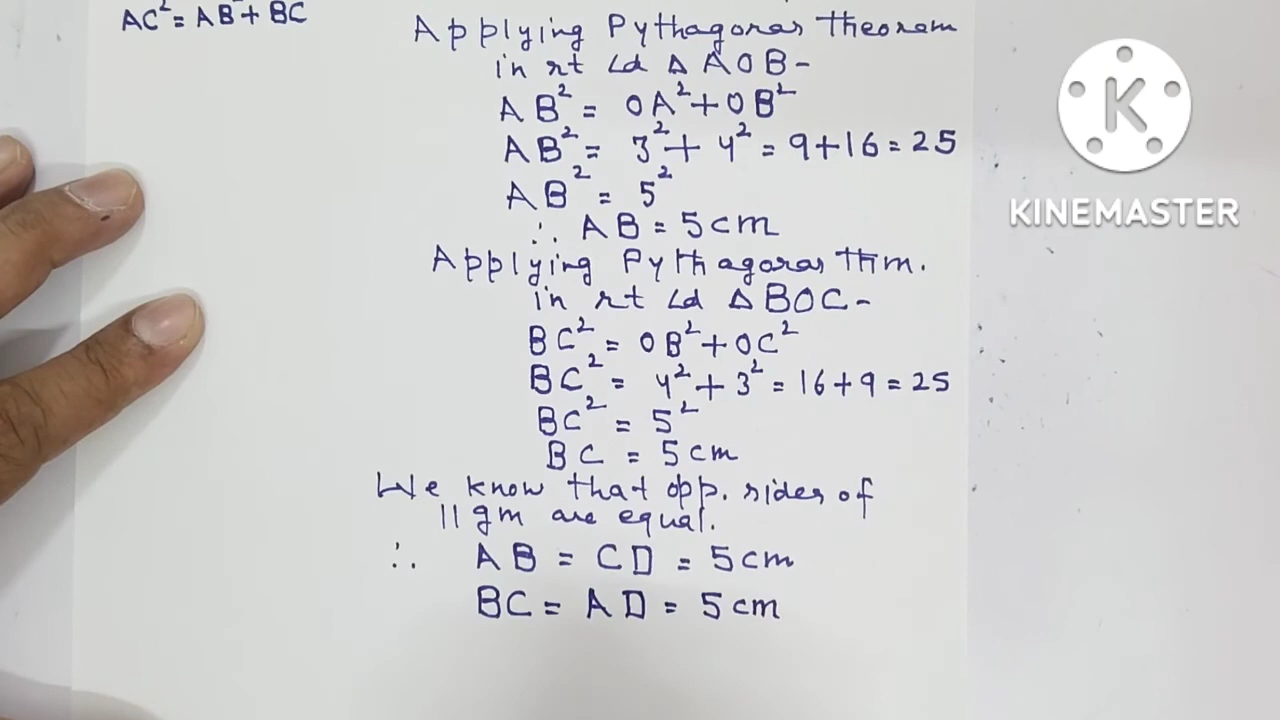 AC² = AB² + BC
Applying Pythagoras Theorem
in rt ∠d △ AOB-
AB² = OA² + OB²
AB² = 3² + 4² = 9 + 16 = 25
AB² = 5²
∴ AB = 5cm
Applying Pythagoras Thm.
in rt ∠d △ BOC-
BC² = OB² + OC²
BC² = 4² + 3² = 16 + 9 = 25
BC² = 5²
BC = 5cm
We know that opp. sides of
||gm are equal.
∴ AB = CD = 5cm
BC = AD = 5cm
KINEMASTER